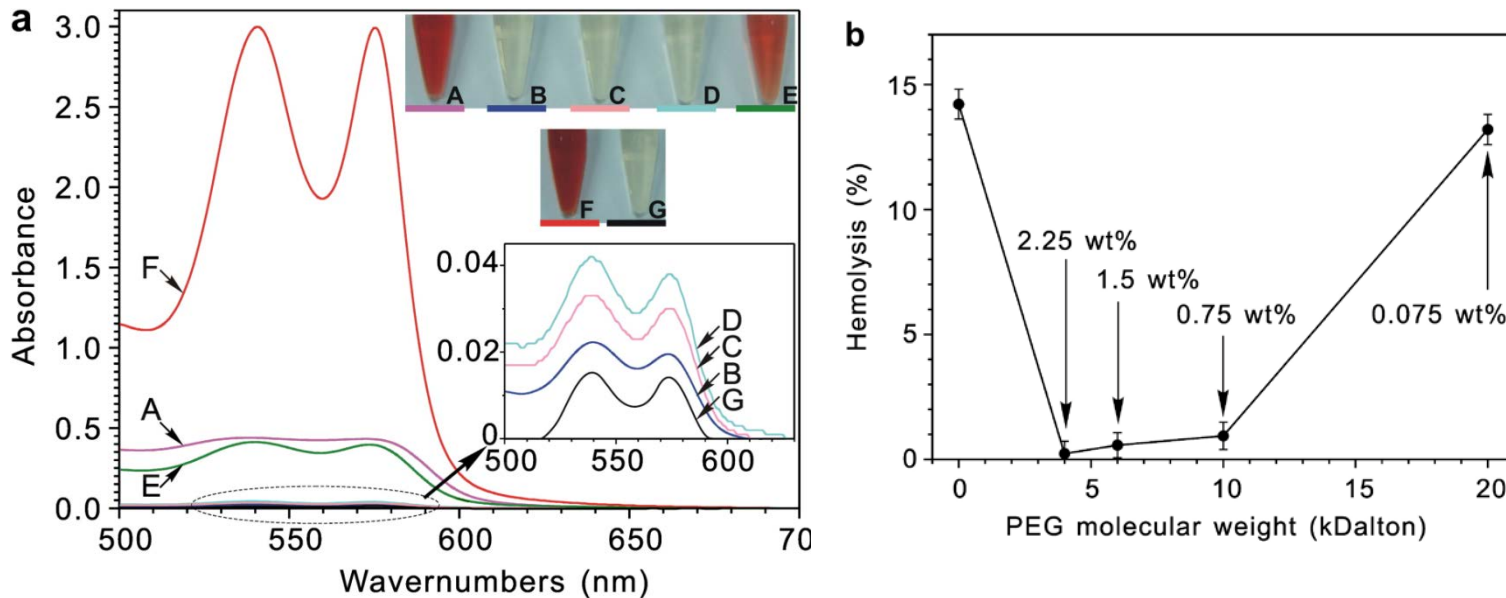 a
3.0
2.5
2.0
1.5
1.0
0.5
0.0
Absorbance
500
550
600
650
70
Wavernumbers (nm)
A
B
C
D
E
F
G
F
A
E
0.04
0.02
0
500
550
600
D
C
B
G
b
15
10
5
0
Hemolysis (%)
2.25 wt%
1.5 wt%
0.75 wt%
0.075 wt%
0
5
10
15
20
PEG molecular weight (kDalton)